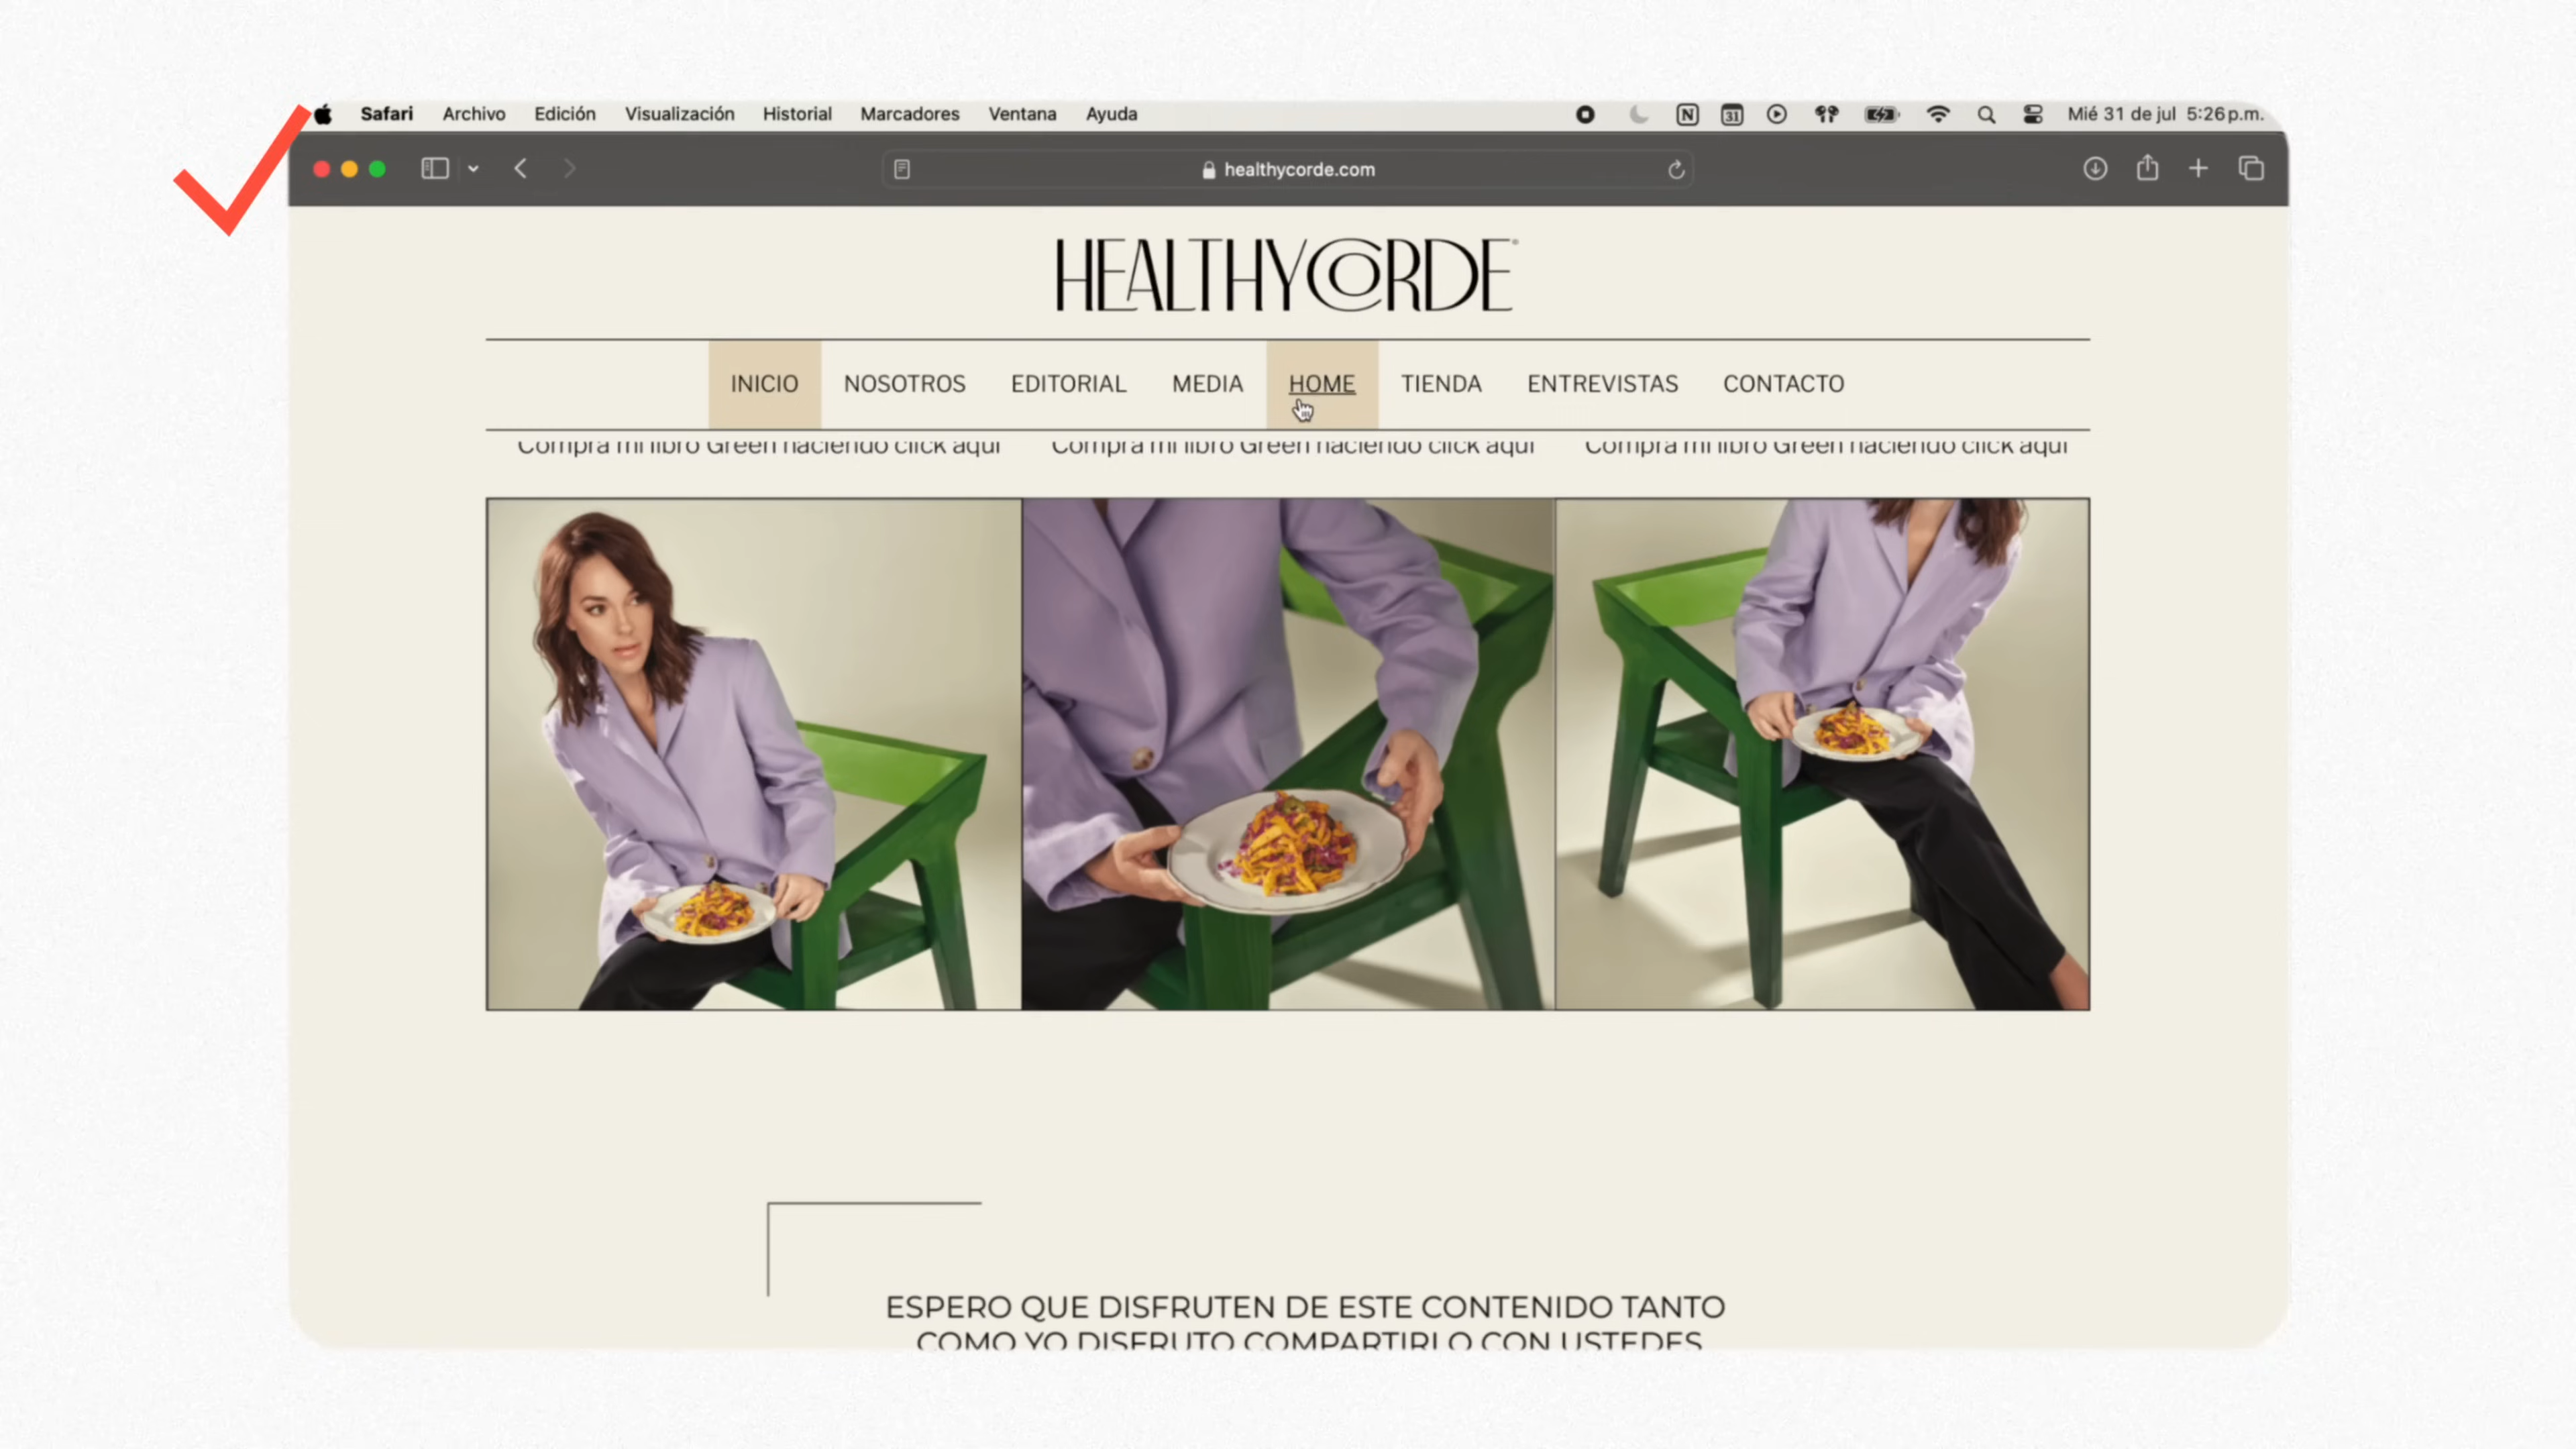 Safari Archivo Edición Visualización Historial Marcadores Ventana Ayuda N 31 Mié 31 de jul 5:26 p.m.
healthycorde.com
HEALTHYCORDE
INICIO NOSOTROS EDITORIAL MEDIA HOME TIENDA ENTREVISTAS CONTACTO
Compra mi libro Green haciendo click aquí Compra mi libro Green haciendo click aquí Compra mi libro Green haciendo click aquí
ESPERO QUE DISFRUTEN DE ESTE CONTENIDO TANTO
COMO YO DISFRUTO COMPARTIRLO CON USTEDES